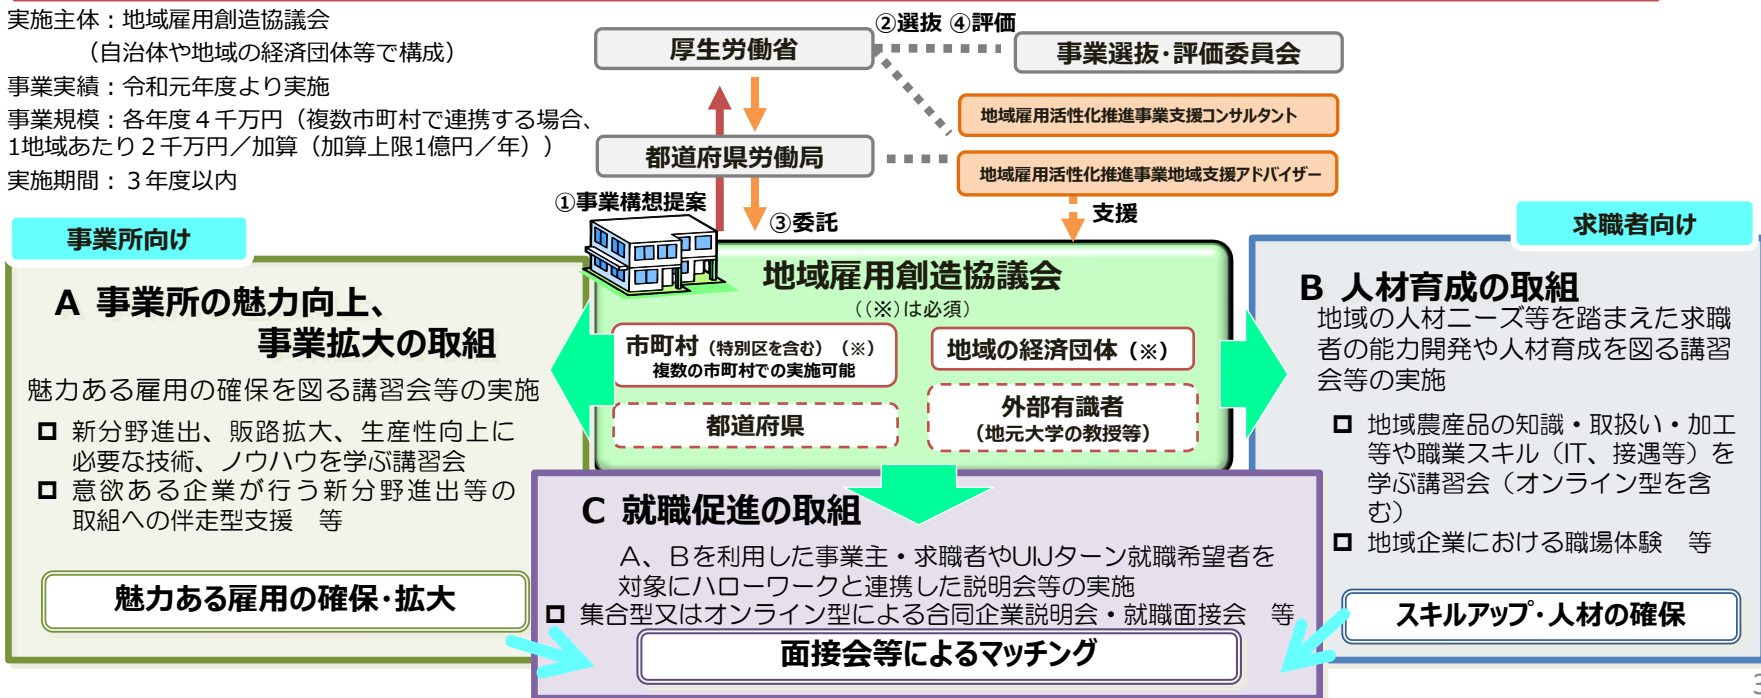 実施主体：地域雇用創造協議会
（自治体や地域の経済団体等で構成）
事業実績：令和元年度より実施
事業規模：各年度４千万円（複数市町村で連携する場合、
1地域あたり２千万円／加算（加算上限1億円／年））
実施期間：３年度以内
②選抜 ④評価
厚生労働省
事業選抜・評価委員会
地域雇用活性化推進事業支援コンサルタント
都道府県労働局
地域雇用活性化推進事業地域支援アドバイザー
①事業構想提案
③委託
支援
事業所向け
求職者向け
A 事業所の魅力向上、
事業拡大の取組
魅力ある雇用の確保を図る講習会等の実施
新分野進出、販路拡大、生産性向上に
必要な技術、ノウハウを学ぶ講習会
意欲ある企業が行う新分野進出等の
取組への伴走型支援　等
魅力ある雇用の確保・拡大
地域雇用創造協議会
（(※)は必須）
市町村（特別区を含む）（※）
複数の市町村での実施可能
地域の経済団体（※）
都道府県
外部有識者
（地元大学の教授等）
C 就職促進の取組
Ａ、Ｂを利用した事業主・求職者やUIJターン就職希望者を
対象にハローワークと連携した説明会等の実施
集合型又はオンライン型による合同企業説明会・就職面接会　等
面接会等によるマッチング
B 人材育成の取組
地域の人材ニーズ等を踏まえた求職
者の能力開発や人材育成を図る講習
会等の実施
地域農産品の知識・取扱い・加工
等や職業スキル（IT、接遇等）を
学ぶ講習会（オンライン型を含
む）
地域企業における職場体験　等
スキルアップ・人材の確保